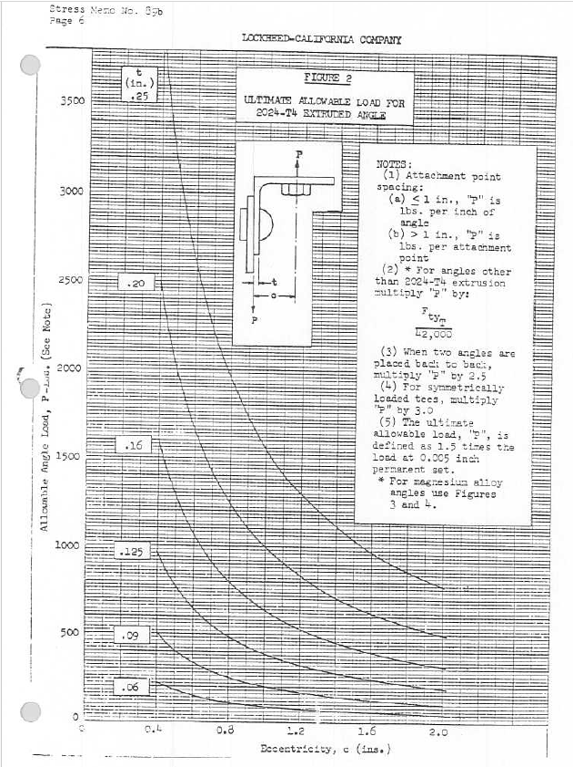 Stress Memo No. 89b
Page 6
LOCKHEED-CALIFORNIA COMPANY
FIGURE 2
ULTIMATE ALLOWABLE LOAD FOR
2024-T4 EXTRUDED ANGLE
t
(in.)
.25
.20
.16
.125
.09
.06
P
t
e
P
NOTES:
(1) Attachment point
spacing:
(a) ≤ 1 in., "P" is
lbs. per inch of
angle
(b) > 1 in., "P" is
lbs. per attachment
point
(2) * For angles other
than 2024-T4 extrusion
multiply "P" by:
F
ty
42,000
(3) When two angles are
placed back to back,
multiply "P" by 2.5
(4) For symmetrically
loaded tees, multiply
"P" by 3.0
(5) The ultimate
allowable load, "P", is
defined as 1.5 times the
load at 0.005 inch
permanent set.
* For magnesium alloy
angles use Figures
3 and 4.
Allowable Angle Load, P-Lbs. (See Note)
3500
3000
2500
2000
1500
1000
500
0
0 0.4 0.8 1.2 1.6 2.0
Eccentricity, e (ins.)